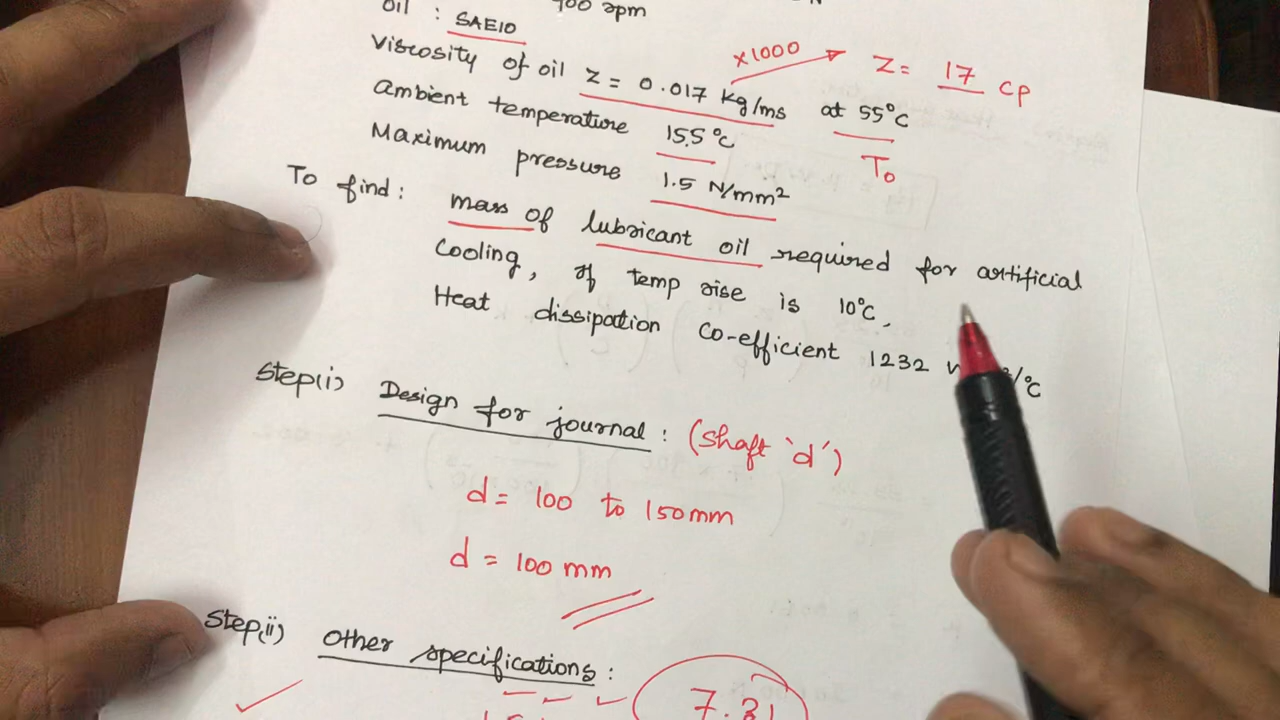 oil : SAE10
Viscosity of oil z = 0.017 kg/ms at 55°C
×1000 Z = 17 cp
T₀
Ambient temperature 15.5°C
Maximum pressure 1.5 N/mm²
To find: mass of lubricant oil required for artificial
Cooling, if temp rise is 10°C,
Heat dissipation Co-efficient 1232 /°C
Step(i) Design for journal: (shaft 'd')
d = 100 to 150mm
d = 100 mm
Step(ii) Other specifications:
7.31